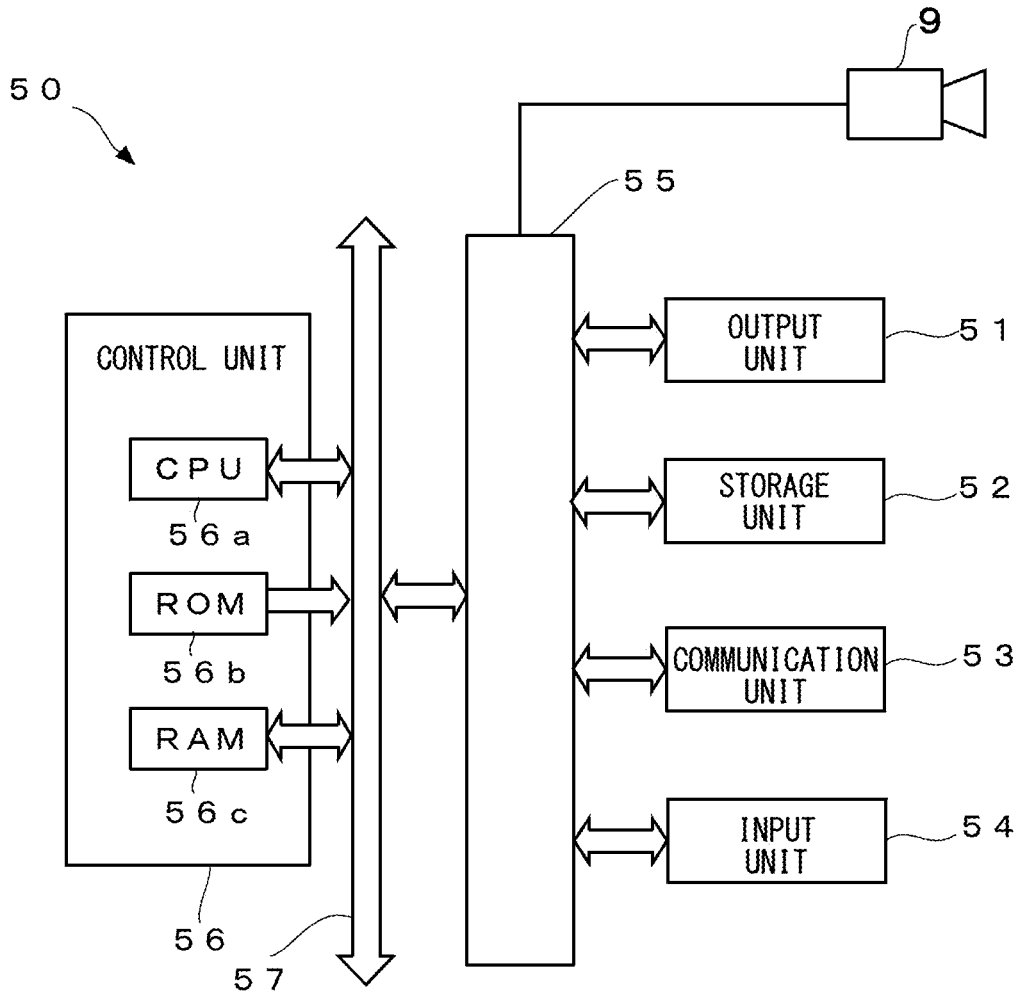 9
50
55
OUTPUT
UNIT
51
CONTROL UNIT
CPU
56a
STORAGE
UNIT
52
ROM
56b
COMMUNICATION
UNIT
53
RAM
56c
INPUT
UNIT
54
56
57